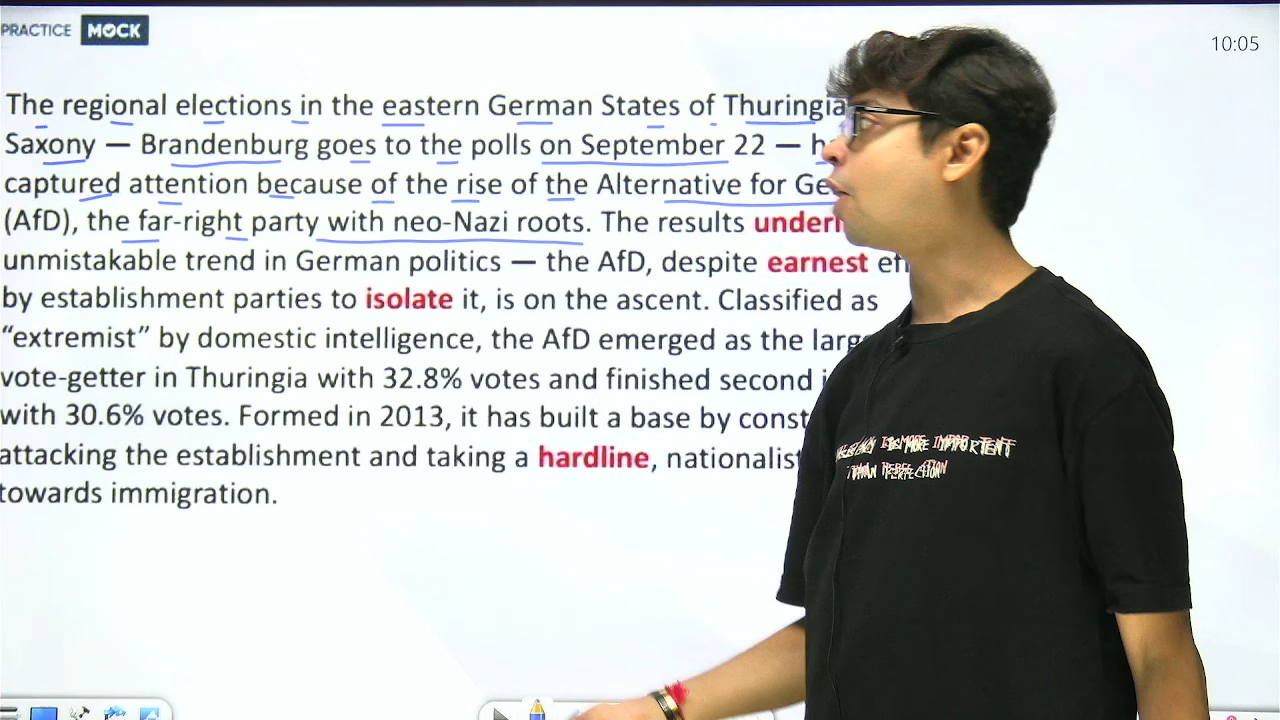 PRACTICE MOCK
10:05
The regional elections in the eastern German States of Thuringia
Saxony — Brandenburg goes to the polls on September 22 —
captured attention because of the rise of the Alternative for
(AfD), the far-right party with neo-Nazi roots. The results
unmistakable trend in German politics — the AfD, despite earnest
by establishment parties to isolate it, is on the ascent. Classified as
“extremist” by domestic intelligence, the AfD emerged as the
vote-getter in Thuringia with 32.8% votes and finished second
with 30.6% votes. Formed in 2013, it has built a base by
attacking the establishment and taking a hardline,
towards immigration.
IS MORE IMPORTENT
THAN PERFECTION